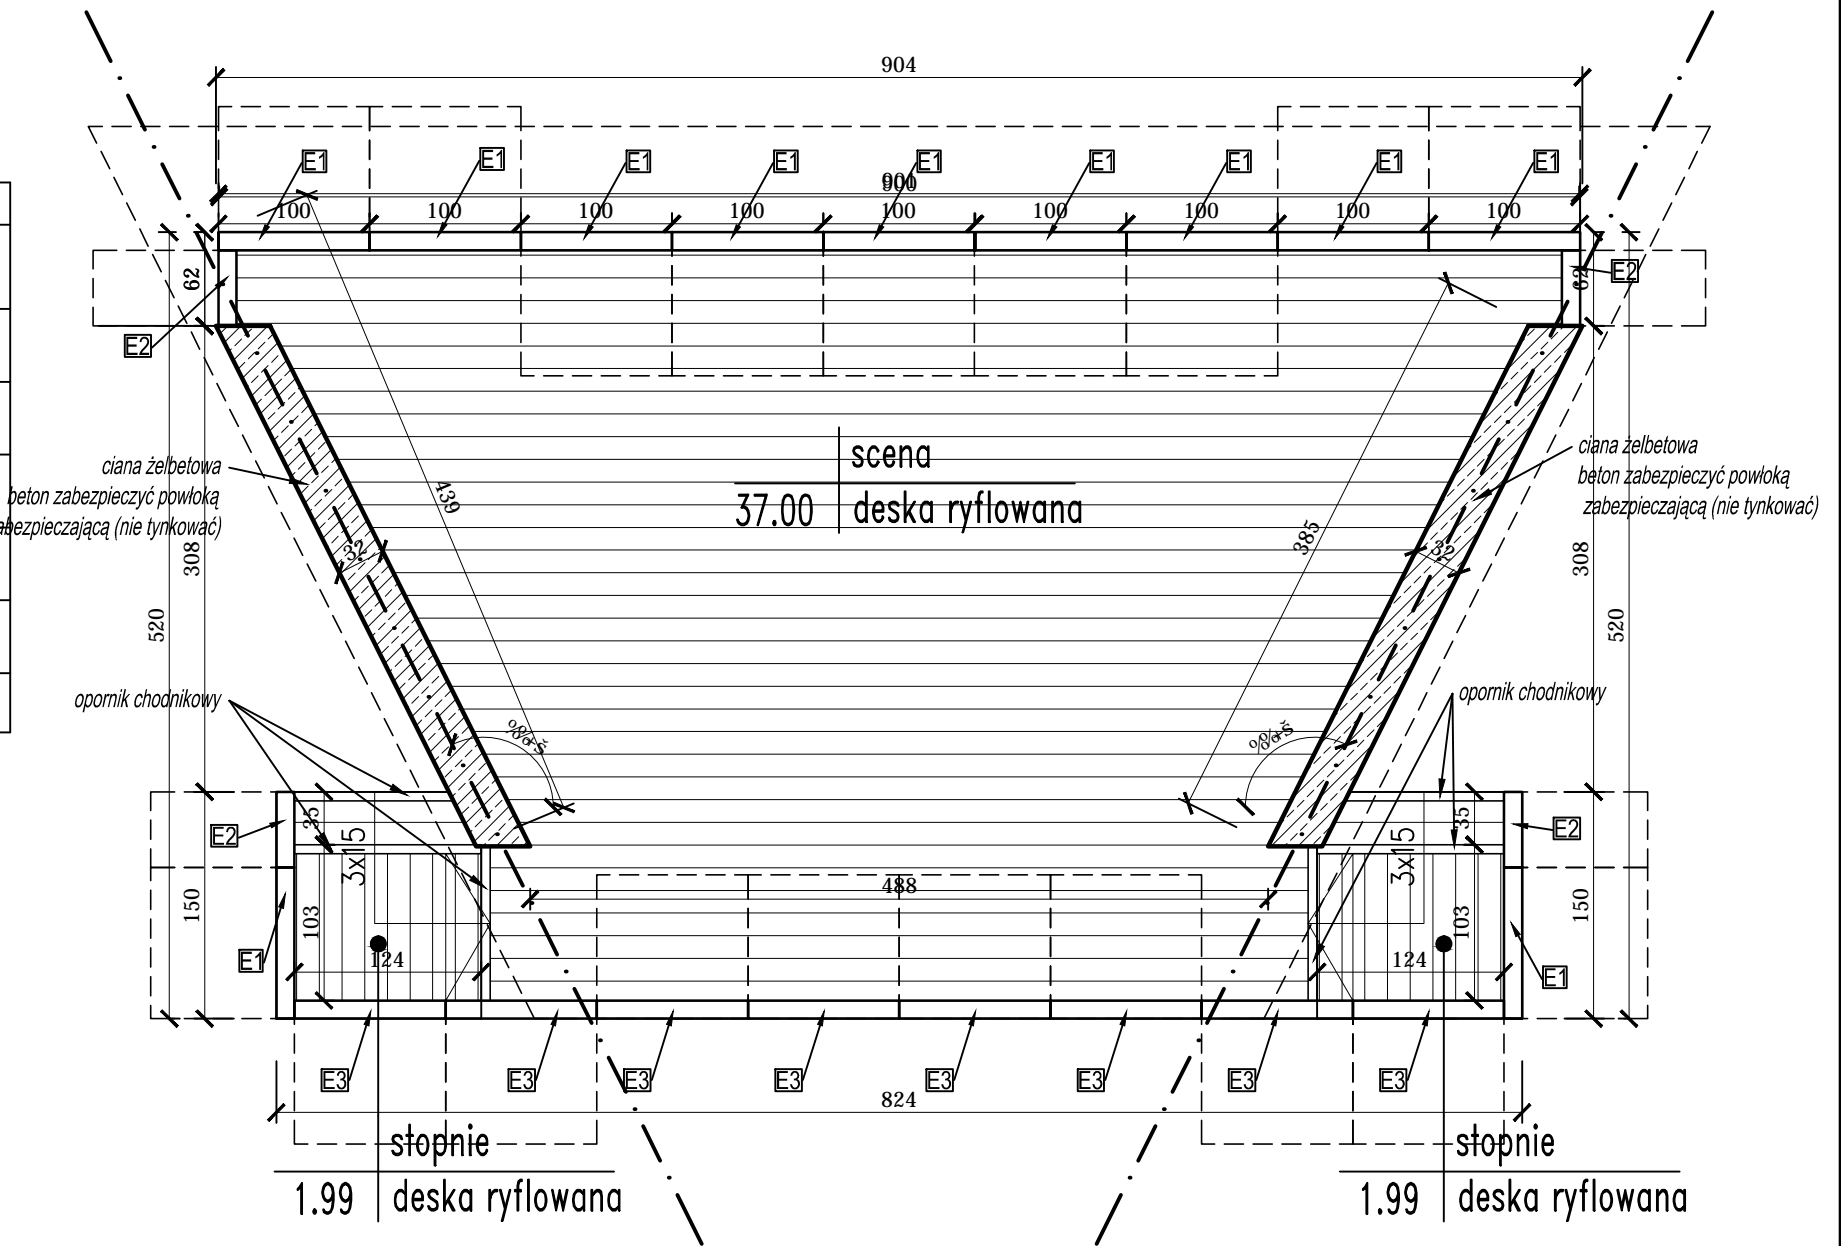 904
E1 E1 E1 E1 E1 E1 E1 E1 E1
900
100 100 100 100 100 100 100 100 100
62
62
E2
E2
scena
37.00 deska ryflowana
ciana żelbetowa
beton zabezpieczyć powłoką
abezpieczającą (nie tynkować)
ciana żelbetowa
beton zabezpieczyć powłoką
zabezpieczającą (nie tynkować)
439
385
32
32
308
308
520
520
opornik chodnikowy
opornik chodnikowy
%%š
%%š
35
35
E2
E2
3x15
3x15
488
150
150
103
103
E1
E1
124
124
E3 E3 E3 E3 E3 E3 E3 E3
824
stopnie
1.99 deska ryflowana
stopnie
1.99 deska ryflowana